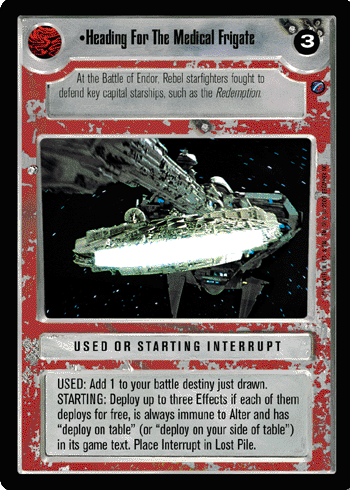 •Heading For The Medical Frigate
3
At the Battle of Endor, Rebel starfighters fought to
defend key capital starships, such as the Redemption.
USED OR STARTING INTERRUPT
USED: Add 1 to your battle destiny just drawn.
STARTING: Deploy up to three Effects if each of them
deploys for free, is always immune to Alter and has
“deploy on table” (or “deploy on your side of table”)
in its game text. Place Interrupt in Lost Pile.